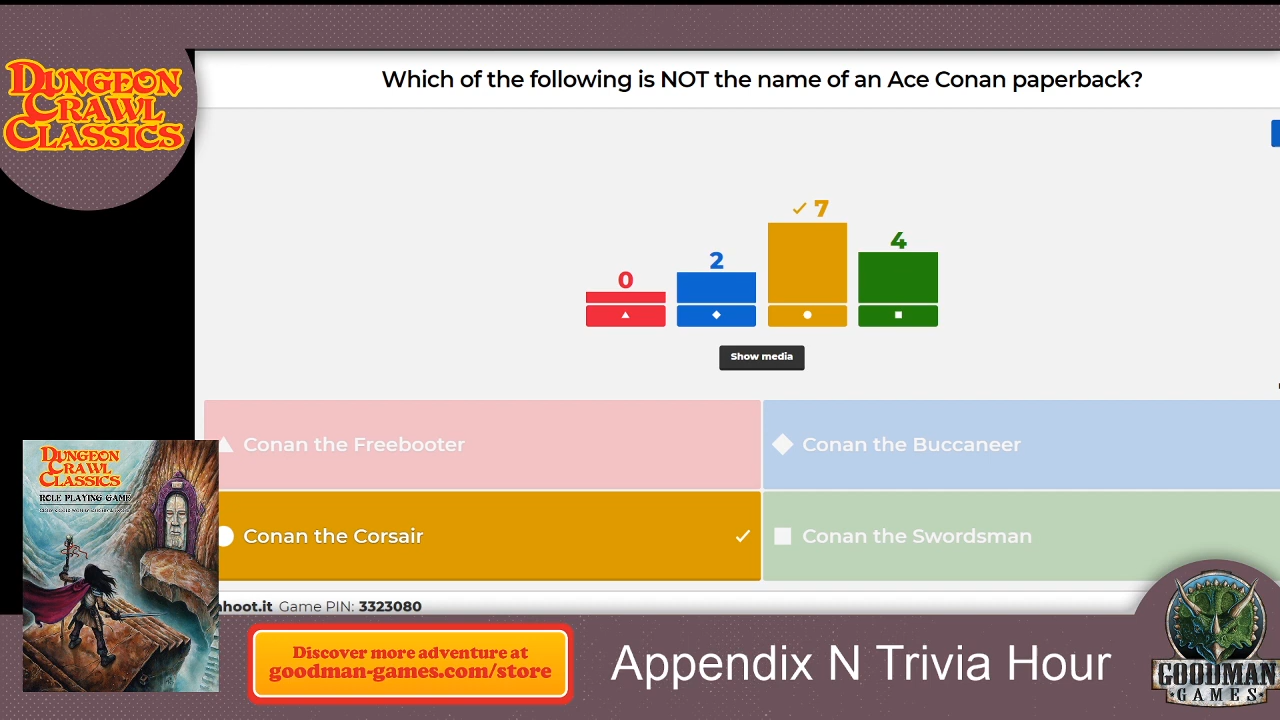 Which of the following is NOT the name of an Ace Conan paperback?
DUNGEON
CRAWL
CLASSICS
0
2
7
4
Show media
Conan the Freebooter
Conan the Buccaneer
Conan the Corsair
Conan the Swordsman
DUNGEON
CRAWL
CLASSICS
ROLE PLAYING GAME
ahoot.it Game PIN: 3323080
Discover more adventure at
goodman-games.com/store
Appendix N Trivia Hour
GOODMAN
GAMES